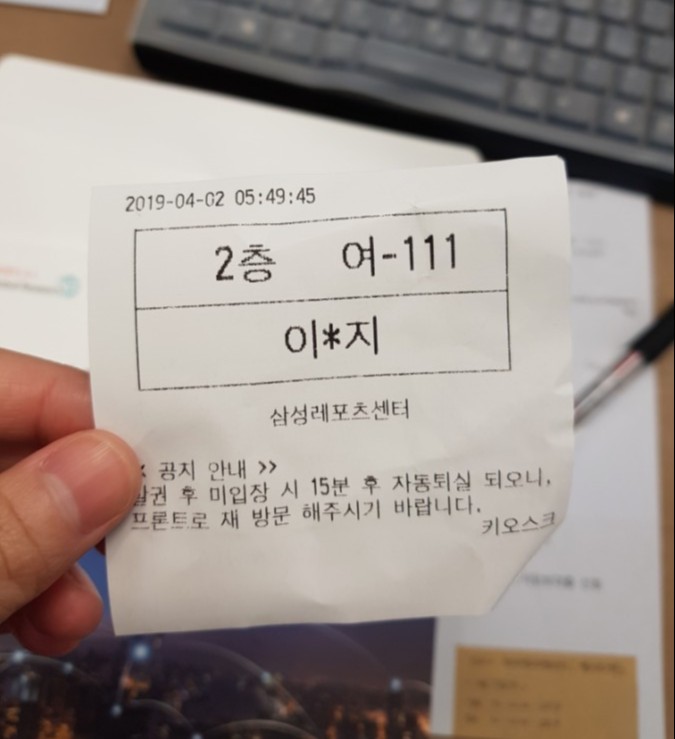 2019-04-02 05:49:45
2층 여-111
이*지
삼성레포츠센터
공지 안내 >>
후 미입장 시 15분 후 자동퇴실 되오니,
프론트로 재 방문 해주시기 바랍니다.
키오스크